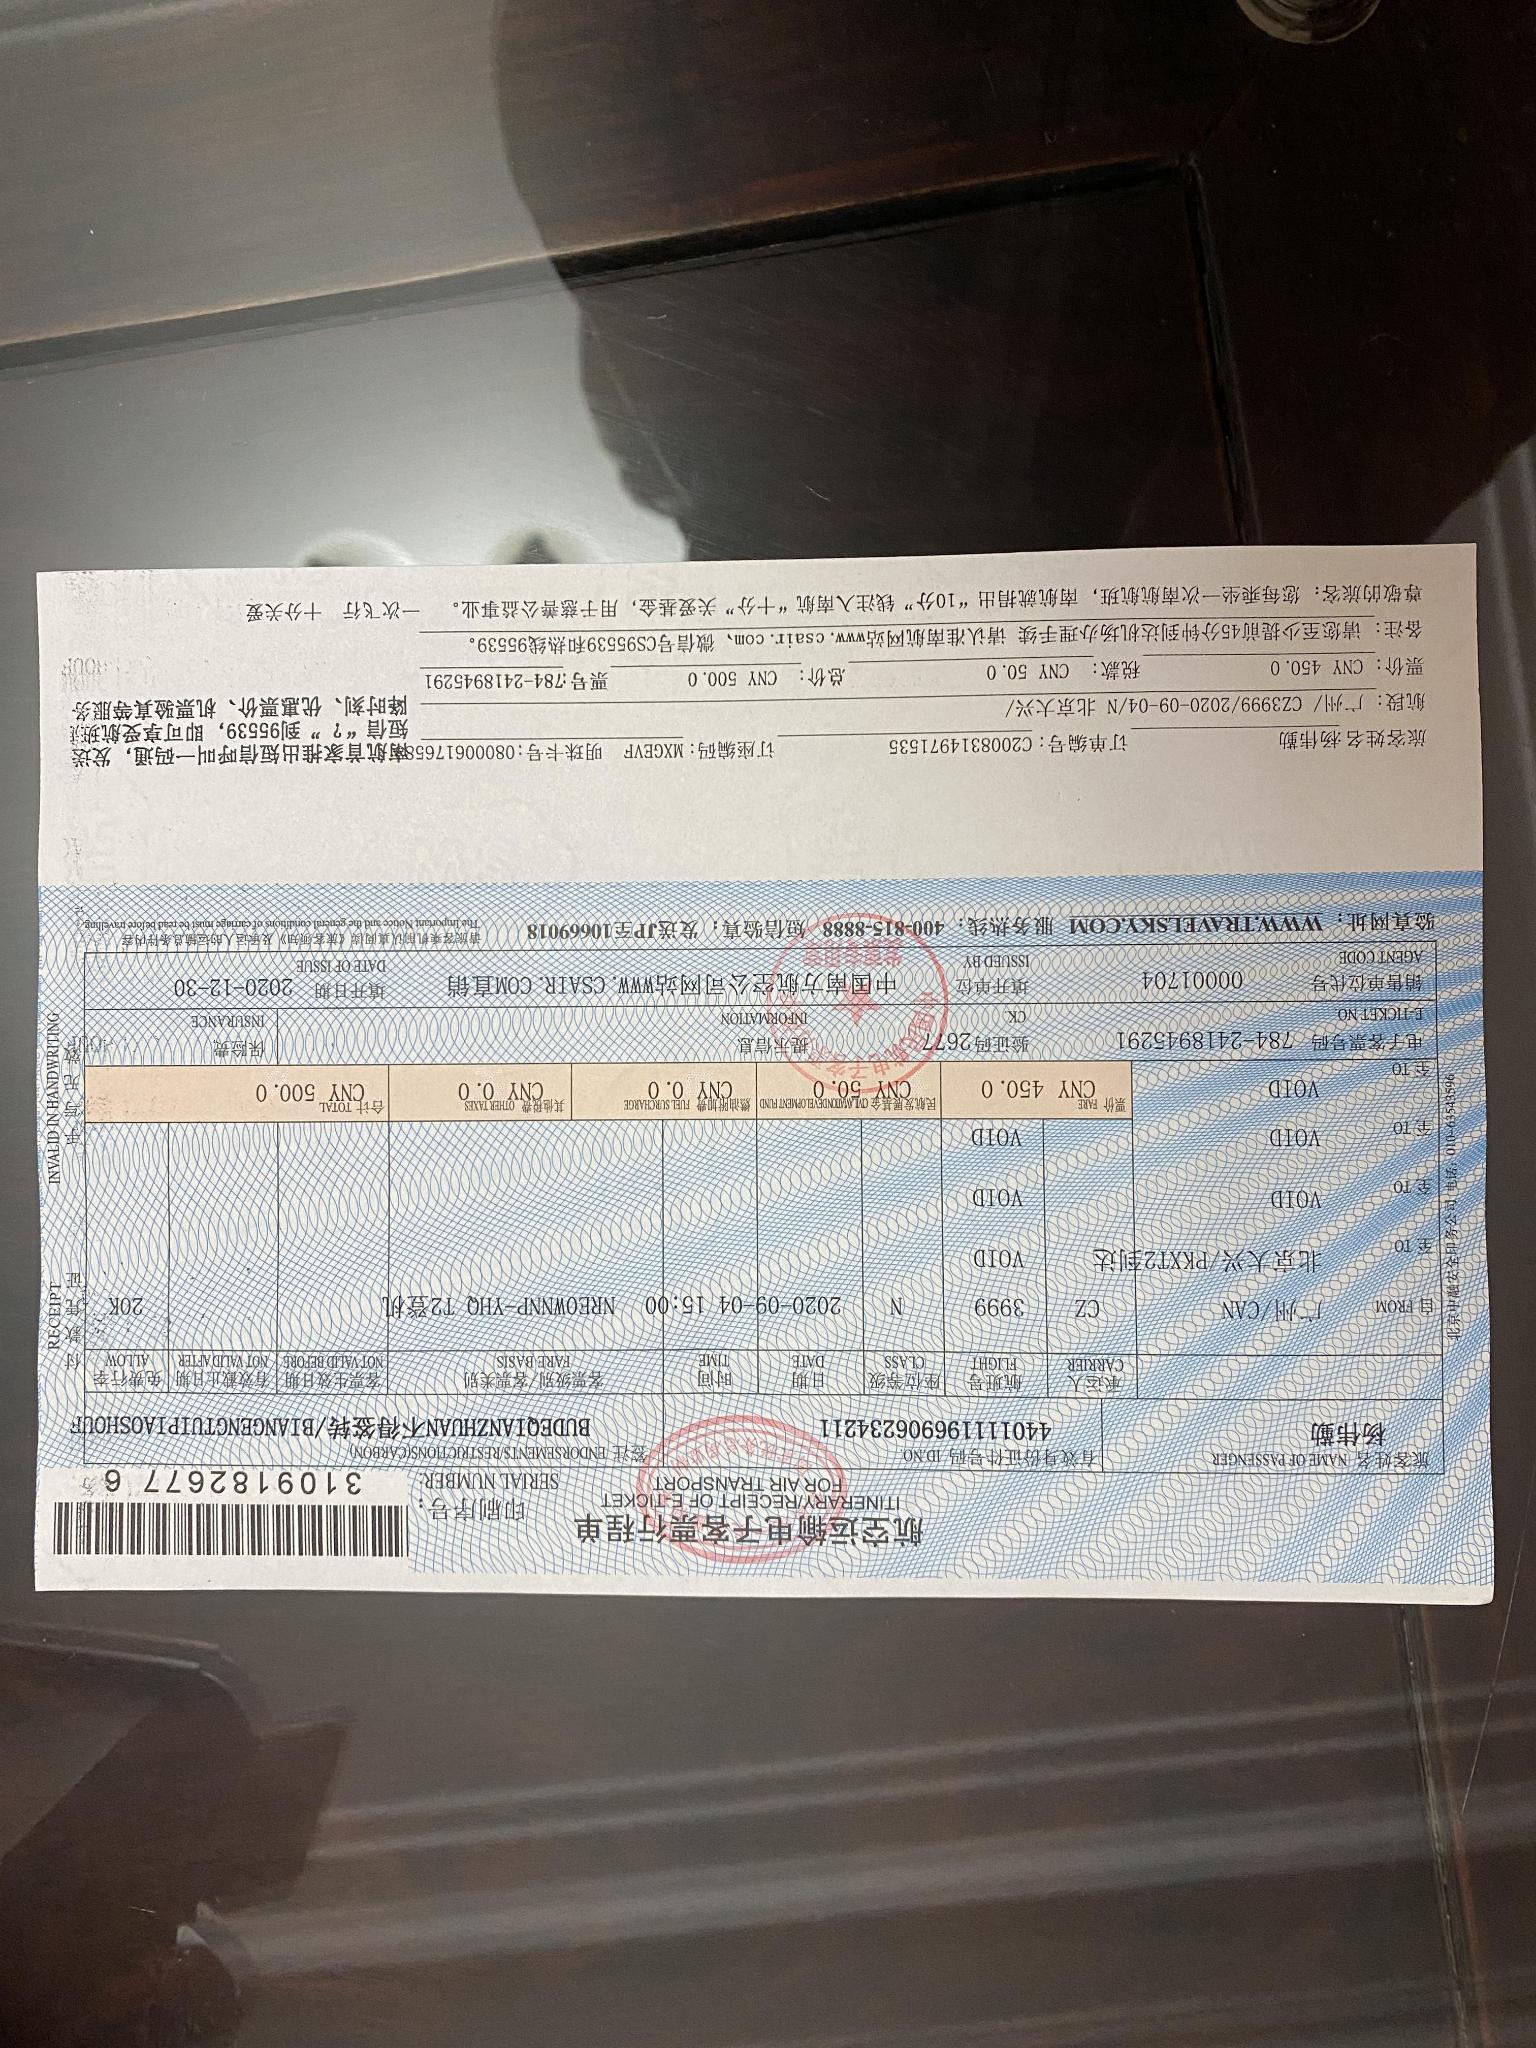 航空运输电子客票行程单
ITINERARY/RECEIPT OF E-TICKET
FOR AIR TRANSPORT
印刷序号:
SERIAL NUMBER:
3109182677 6
旅客姓名 NAME OF PASSENGER
杨伟勤
有效身份证件号码 ID.NO.
440111196906234211
签注 ENDORSEMENTS/RESTRICTIONS(CARBON)
BUDEQIANZHUAN不得签转/BIANGENGTUIPIAOSHOUF
承运人 CARRIER
航班号 FLIGHT
座位等级 CLASS
日期 DATE
时间 TIME
客票级别/客票类别 FARE BASIS
客票生效日期 NOT VALID BEFORE
有效截止日期 NOT VALID AFTER
免费行李 ALLOW
自 FROM 广州/CAN CZ 3999 N 2020-09-04 15:00 NREOWNNP-YHQ T2登机 20K
至 TO 北京大兴/PKXT2到达 VOID
至 TO VOID VOID
至 TO VOID VOID
至 TO VOID
票价 FARE CNY 450.0
民航发展基金 CIVILAVIATIONDEVELOPMENT FUND CNY 50.0
燃油附加费 FUEL SURCHARGE CNY 0.0
其他税费 OTHER TAXES CNY 0.0
合计 TOTAL CNY 500.0
电子客票号码 784-2418945291
E-TICKET NO
验证码 2677
CK.
提示信息
INFORMATION
保险费
INSURANCE
销售单位代号 00001704
AGENT CODE
填开单位 中国南方航空公司网站WWW.CSAIR.COM直销
ISSUED BY
填开日期 2020-12-30
DATE OF ISSUE
验真网址: WWW.TRAVELSKY.COM 服务热线: 400-815-8888 短信验真: 发送JP至10669018
请旅客乘机前认真阅读《旅客须知》及承运人的运输总条件内容
The Important Notice and the general conditions of carriage must be read before travelling.
付款凭证 手写无效
RECEIPT INVALID IN HANDWRITING
北京中融安全印务公司 电话: 010-63543596
旅客姓名:杨伟勤 订单编号:C2008314971535 订座编码: MXGEVF 明珠卡号:08000617658
航段: 广州/ CZ3999/2020-09-04/N 北京大兴/
票价: CNY 450.0 税款: CNY 50.0 总价: CNY 500.0 票号:784-2418945291
备注: 请您至少提前45分钟到达机场办理手续 请认准南航网站www.csair.com、微信号CS95539和热线95539。
尊敬的旅客: 您每乘坐一次南航航班, 南航就捐出 “10分” 钱注入南航 “十分” 关爱基金, 用于慈善公益事业。 一次飞行 十分关爱
南航首家推出短信呼叫一码通, 发送
短信 “? ” 到95539, 即可享受航班
降时刻、优惠票价、机票验真等服务